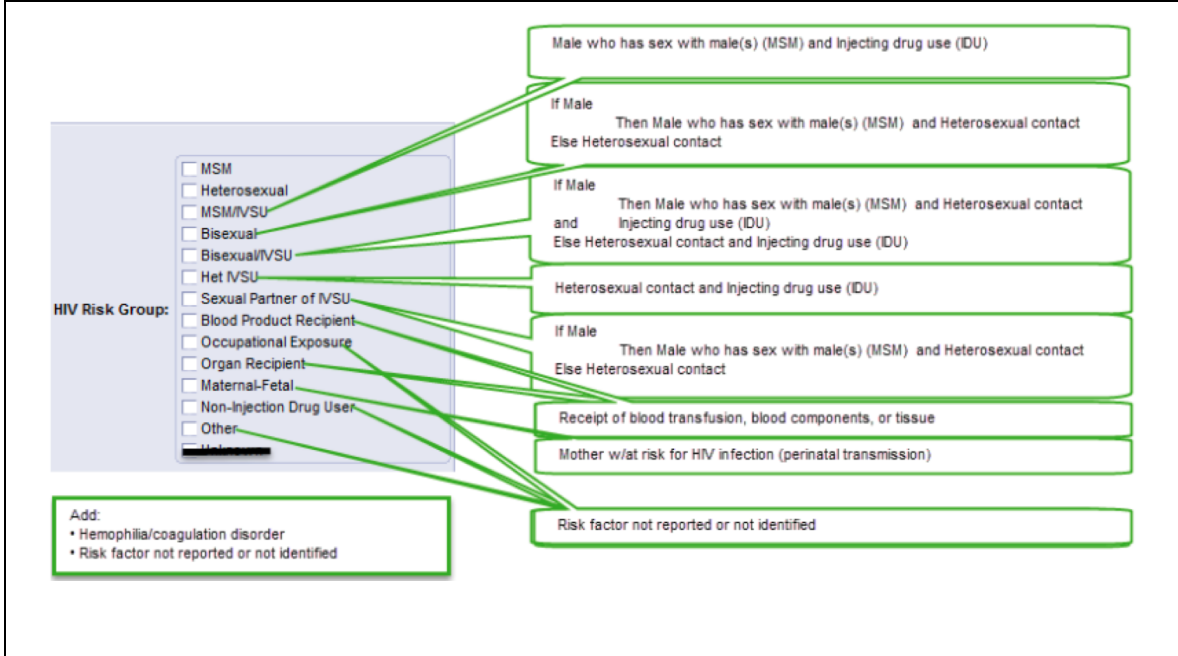 HIV Risk Group:
MSM
Heterosexual
MSM/IVSU
Bisexual
Bisexual/IVSU
Het IVSU
Sexual Partner of IVSU
Blood Product Recipient
Occupational Exposure
Organ Recipient
Maternal-Fetal
Non-Injection Drug User
Other
Add:
• Hemophilia/coagulation disorder
• Risk factor not reported or not identified
Male who has sex with male(s) (MSM) and Injecting drug use (IDU)
If Male
Then Male who has sex with male(s) (MSM) and Heterosexual contact
Else Heterosexual contact
If Male
Then Male who has sex with male(s) (MSM) and Heterosexual contact
and Injecting drug use (IDU)
Else Heterosexual contact and Injecting drug use (IDU)
Heterosexual contact and Injecting drug use (IDU)
If Male
Then Male who has sex with male(s) (MSM) and Heterosexual contact
Else Heterosexual contact
Receipt of blood transfusion, blood components, or tissue
Mother w/at risk for HIV infection (perinatal transmission)
Risk factor not reported or not identified